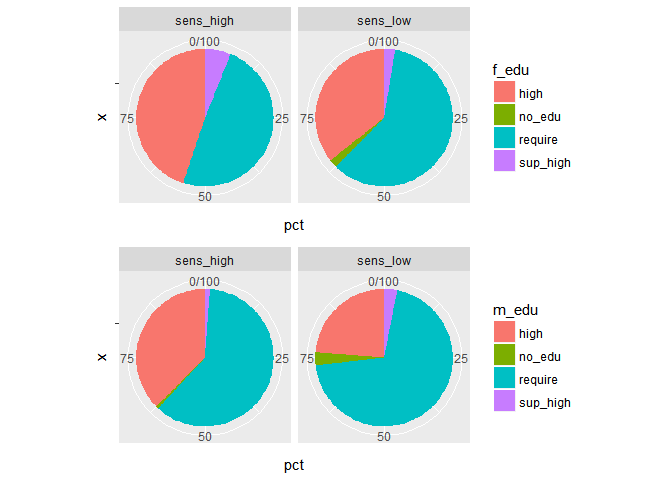 sens_high
sens_low
0/100
0/100
x
75
25
75
25
50
50
pct
f_edu
high
no_edu
require
sup_high
sens_high
sens_low
0/100
0/100
x
75
25
75
25
50
50
pct
m_edu
high
no_edu
require
sup_high